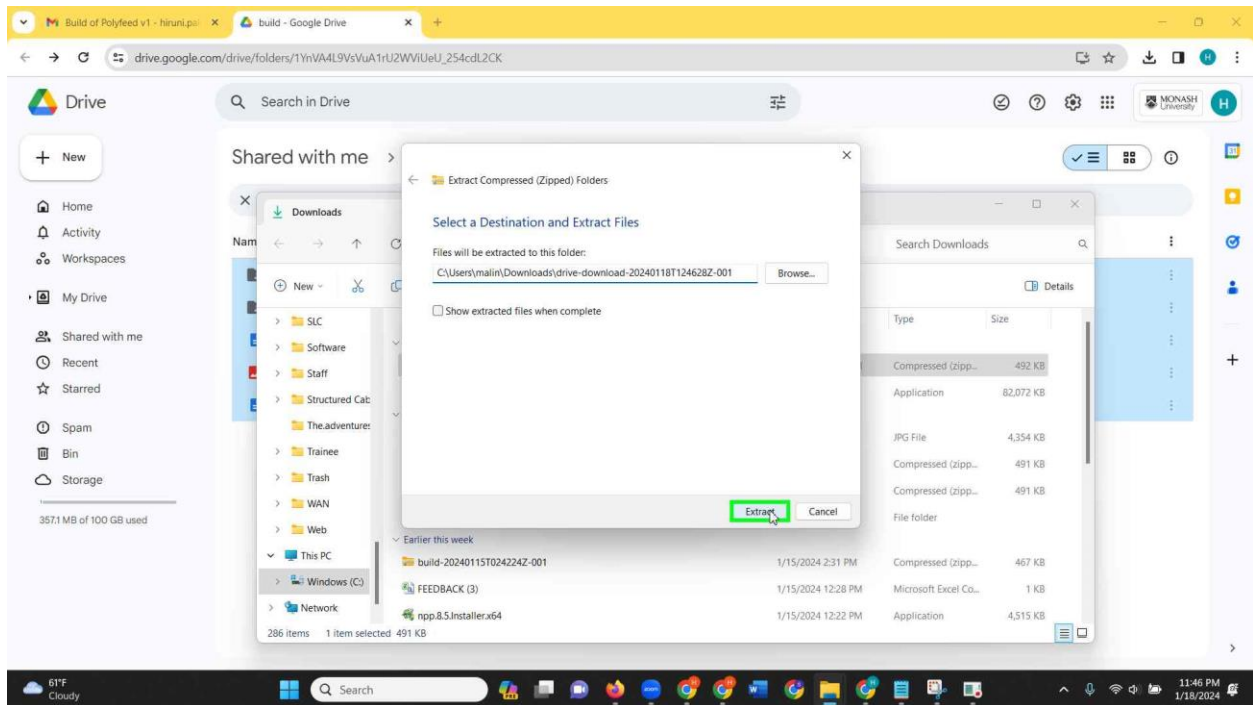 Build of Polyfeed v1 - hiruni.pal
build - Google Drive
drive.google.com/drive/folders/1YnVA4L9VsVuA1rU2WViUeU_254cdL2CK
Drive
Search in Drive
MONASH University
H
New
Shared with me
Home
Activity
Workspaces
My Drive
Shared with me
Recent
Starred
Spam
Bin
Storage
357.1 MB of 100 GB used
Nam
Downloads
Search Downloads
New
Details
SLC
Software
Staff
Structured Cab
The.adventures
Trainee
Trash
WAN
Web
This PC
Windows (C:)
Network
Extract Compressed (Zipped) Folders
Select a Destination and Extract Files
Files will be extracted to this folder:
C:\Users\malin\Downloads\drive-download-20240118T124628Z-001
Browse...
Show extracted files when complete
Extract
Cancel
Type Size
Compressed (zipp... 492 KB
Application 82,072 KB
JPG File 4,354 KB
Compressed (zipp... 491 KB
Compressed (zipp... 491 KB
File folder
Earlier this week
build-20240115T024224Z-001 1/15/2024 2:31 PM Compressed (zipp... 467 KB
FEEDBACK (3) 1/15/2024 12:28 PM Microsoft Excel Co... 1 KB
npp.8.5.Installer.x64 1/15/2024 12:22 PM Application 4,515 KB
286 items 1 item selected 491 KB
61°F
Cloudy
Search
11:46 PM
1/18/2024